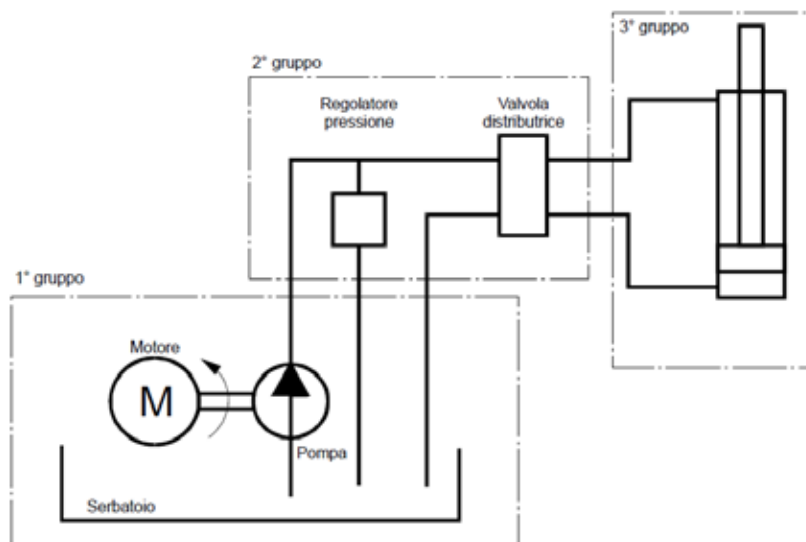 3° gruppo
2° gruppo
Regolatore
pressione
Valvola
distributrice
1° gruppo
Motore
M
Pompa
Serbatoio